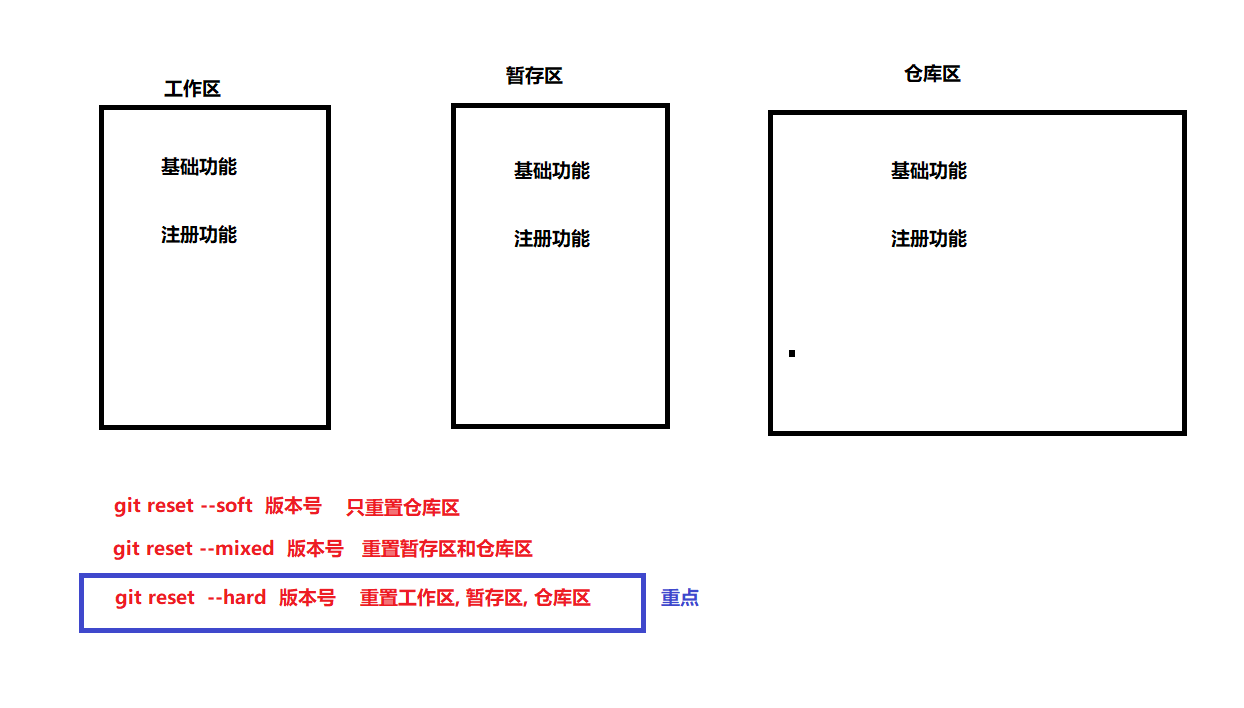 工作区
暂存区
仓库区
基础功能
注册功能
基础功能
注册功能
基础功能
注册功能
git reset --soft 版本号 只重置仓库区
git reset --mixed 版本号 重置暂存区和仓库区
git reset --hard 版本号 重置工作区, 暂存区, 仓库区
重点